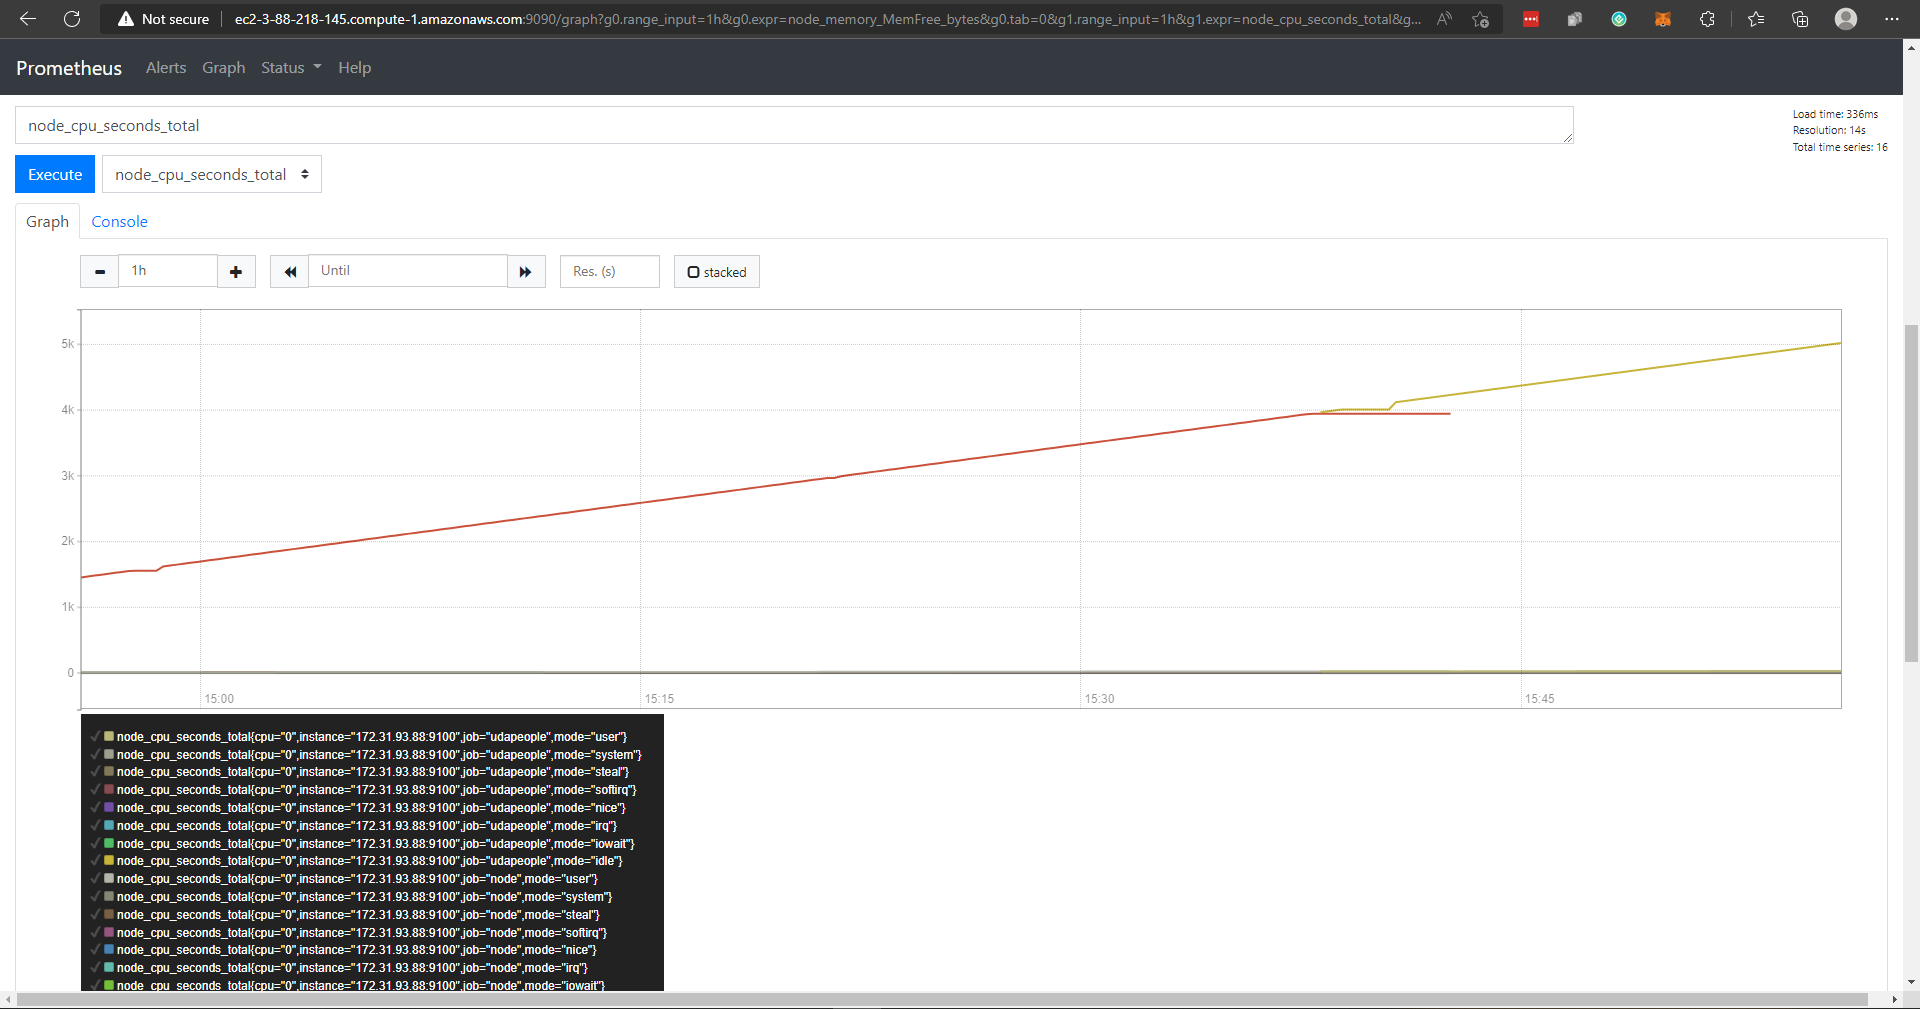 Not secure
ec2-3-88-218-145.compute-1.amazonaws.com:9090/graph?g0.range_input=1h&g0.expr=node_memory_MemFree_bytes&g0.tab=0&g1.range_input=1h&g1.expr=node_cpu_seconds_total&g...
Prometheus Alerts Graph Status Help
node_cpu_seconds_total
Load time: 336ms
Resolution: 14s
Total time series: 16
Execute node_cpu_seconds_total
Graph Console
1h Until Res. (s) stacked
5k
4k
3k
2k
1k
0
15:00 15:15 15:30 15:45
node_cpu_seconds_total{cpu="0",instance="172.31.93.88:9100",job="udapeople",mode="user"}
node_cpu_seconds_total{cpu="0",instance="172.31.93.88:9100",job="udapeople",mode="system"}
node_cpu_seconds_total{cpu="0",instance="172.31.93.88:9100",job="udapeople",mode="steal"}
node_cpu_seconds_total{cpu="0",instance="172.31.93.88:9100",job="udapeople",mode="softirq"}
node_cpu_seconds_total{cpu="0",instance="172.31.93.88:9100",job="udapeople",mode="nice"}
node_cpu_seconds_total{cpu="0",instance="172.31.93.88:9100",job="udapeople",mode="irq"}
node_cpu_seconds_total{cpu="0",instance="172.31.93.88:9100",job="udapeople",mode="iowait"}
node_cpu_seconds_total{cpu="0",instance="172.31.93.88:9100",job="udapeople",mode="idle"}
node_cpu_seconds_total{cpu="0",instance="172.31.93.88:9100",job="node",mode="user"}
node_cpu_seconds_total{cpu="0",instance="172.31.93.88:9100",job="node",mode="system"}
node_cpu_seconds_total{cpu="0",instance="172.31.93.88:9100",job="node",mode="steal"}
node_cpu_seconds_total{cpu="0",instance="172.31.93.88:9100",job="node",mode="softirq"}
node_cpu_seconds_total{cpu="0",instance="172.31.93.88:9100",job="node",mode="nice"}
node_cpu_seconds_total{cpu="0",instance="172.31.93.88:9100",job="node",mode="irq"}
node_cpu_seconds_total{cpu="0",instance="172.31.93.88:9100",job="node",mode="iowait"}